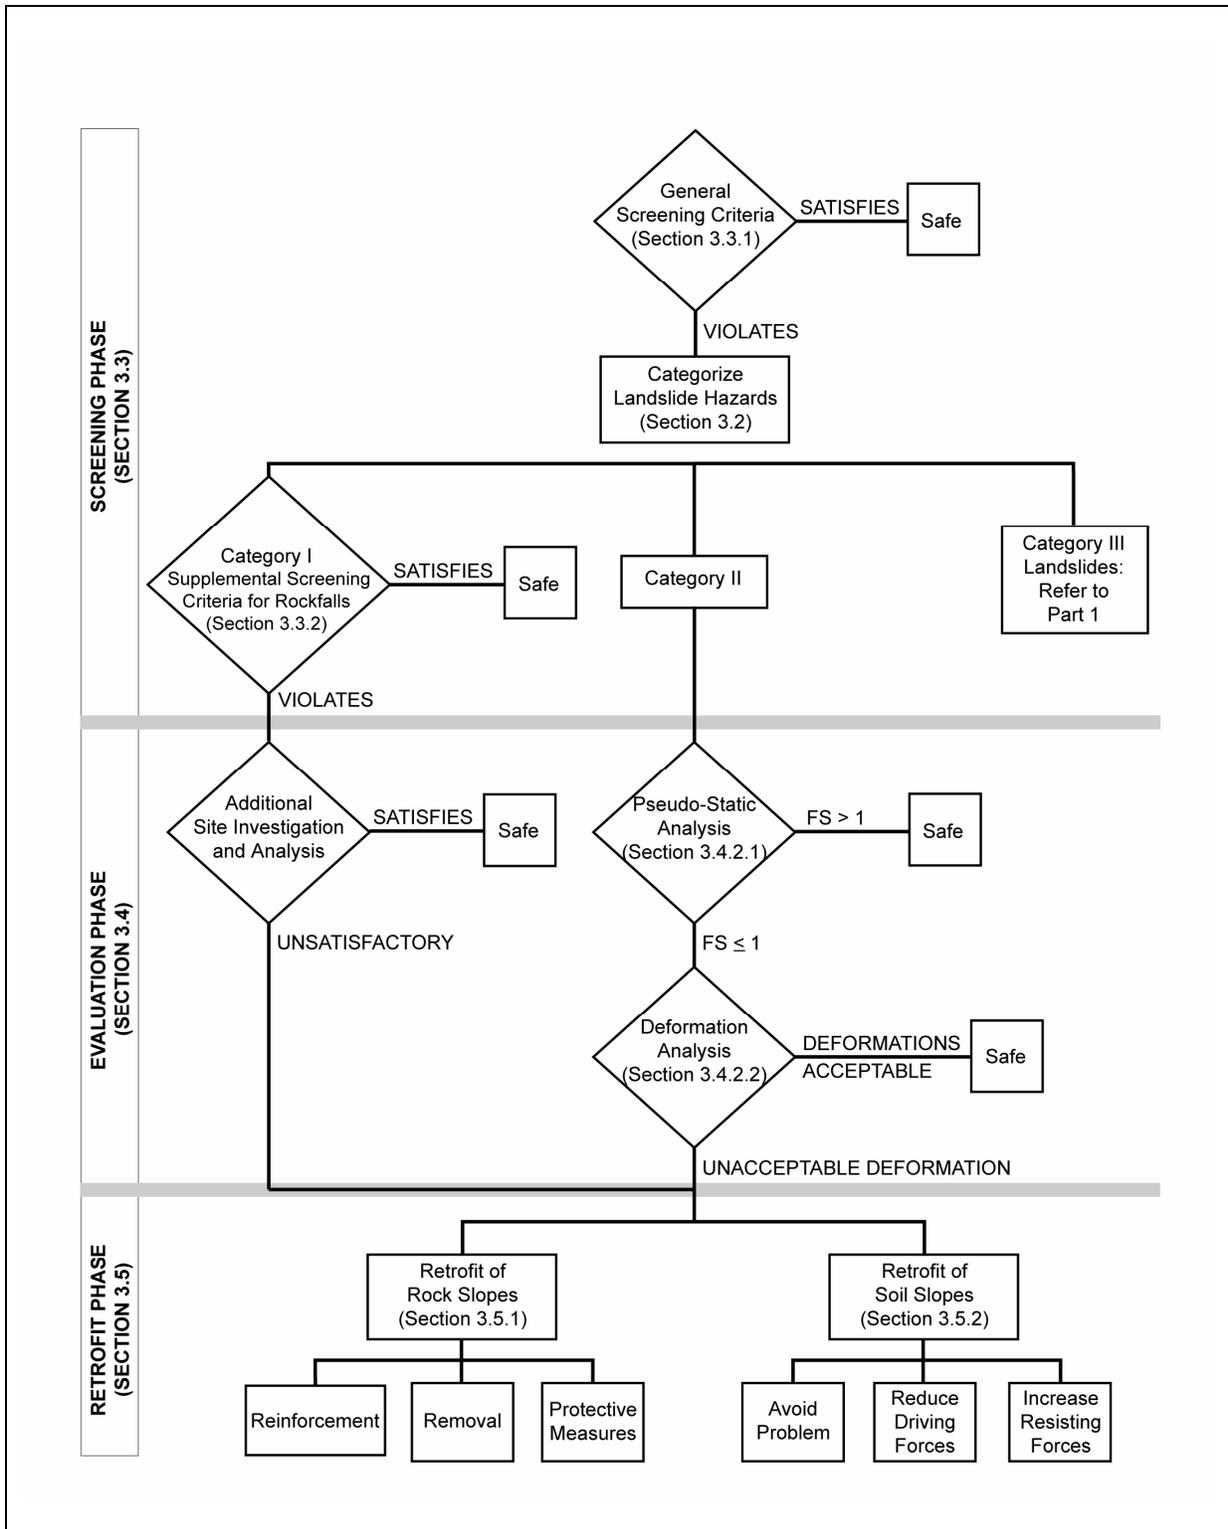 SCREENING PHASE
(SECTION 3.3)
General
Screening Criteria
(Section 3.3.1)
SATISFIES
Safe
VIOLATES
Categorize
Landslide Hazards
(Section 3.2)
Category I
Supplemental Screening
Criteria for Rockfalls
(Section 3.3.2)
SATISFIES
Safe
Category II
Category III
Landslides:
Refer to
Part 1
VIOLATES
EVALUATION PHASE
(SECTION 3.4)
Additional
Site Investigation
and Analysis
SATISFIES
Safe
Pseudo-Static
Analysis
(Section 3.4.2.1)
FS > 1
Safe
UNSATISFACTORY
FS ≤ 1
Deformation
Analysis
(Section 3.4.2.2)
DEFORMATIONS
ACCEPTABLE
Safe
UNACCEPTABLE DEFORMATION
RETROFIT PHASE
(SECTION 3.5)
Retrofit of
Rock Slopes
(Section 3.5.1)
Retrofit of
Soil Slopes
(Section 3.5.2)
Reinforcement
Removal
Protective
Measures
Avoid
Problem
Reduce
Driving
Forces
Increase
Resisting
Forces